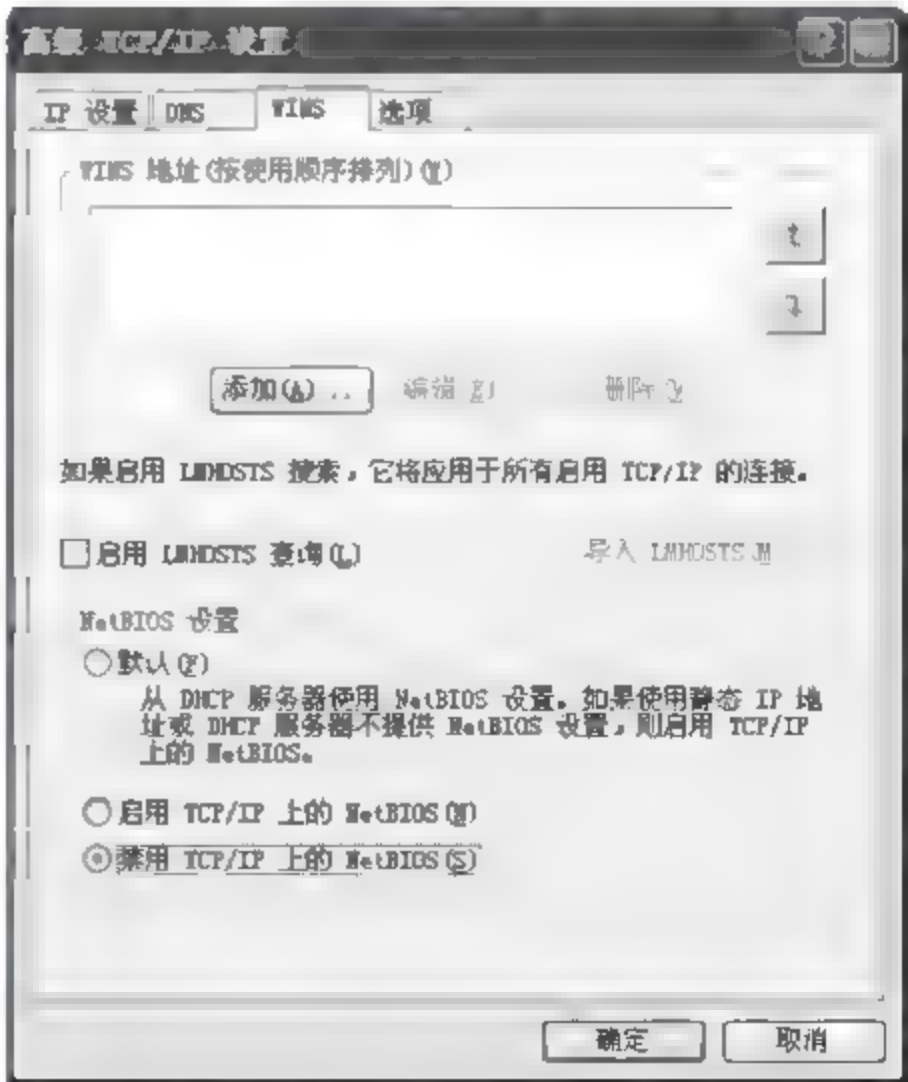 高级 TCP/IP 设置
IP 设置 DNS WINS 选项
WINS 地址(按使用顺序排列)(W)
添加(A)... 编辑(E) 删除(V)
如果启用 LMHOSTS 搜索，它将应用于所有启用 TCP/IP 的连接。
启用 LMHOSTS 查询(L) 导入 LMHOSTS(M)
NetBIOS 设置
默认(F)
从 DHCP 服务器使用 NetBIOS 设置。如果使用静态 IP 地
址或 DHCP 服务器不提供 NetBIOS 设置，则启用 TCP/IP
上的 NetBIOS。
启用 TCP/IP 上的 NetBIOS(N)
禁用 TCP/IP 上的 NetBIOS(S)
确定 取消